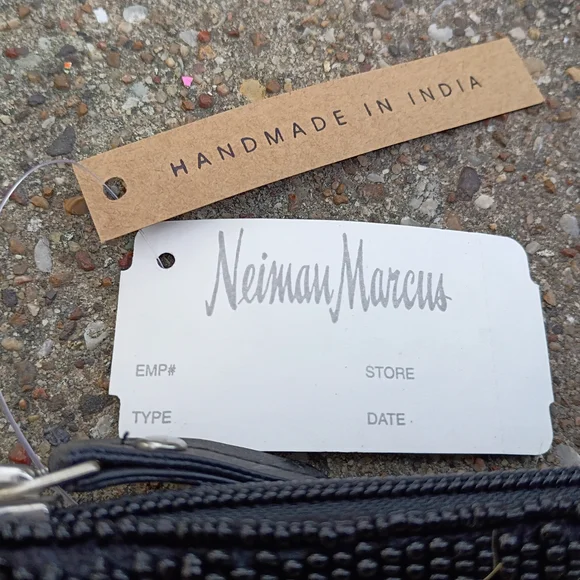 HANDMADE IN INDIA
Neiman Marcus
EMP# STORE
TYPE DATE